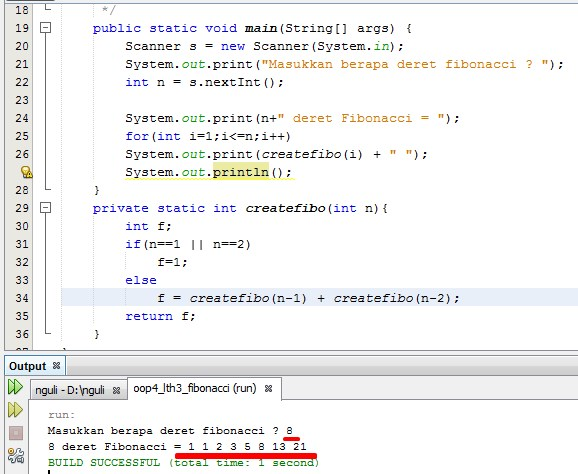 18 */
19 public static void main(String[] args) {
20 Scanner s = new Scanner(System.in);
21 System.out.print("Masukkan berapa deret fibonacci ? ");
22 int n = s.nextInt();
23
24 System.out.print(n+" deret Fibonacci = ");
25 for(int i=1;i<=n;i++)
26 System.out.print(createfibo(i) + " ");
System.out.println();
28 }
29 private static int createfibo(int n){
30 int f;
31 if(n==1 || n==2)
32 f=1;
33 else
34 f = createfibo(n-1) + createfibo(n-2);
35 return f;
36 }
Output
nguli - D:\nguli oop4_lth3_fibonacci (run)
run:
Masukkan berapa deret fibonacci ? 8
8 deret Fibonacci = 1 1 2 3 5 8 13 21
BUILD SUCCESSFUL (total time: 1 second)